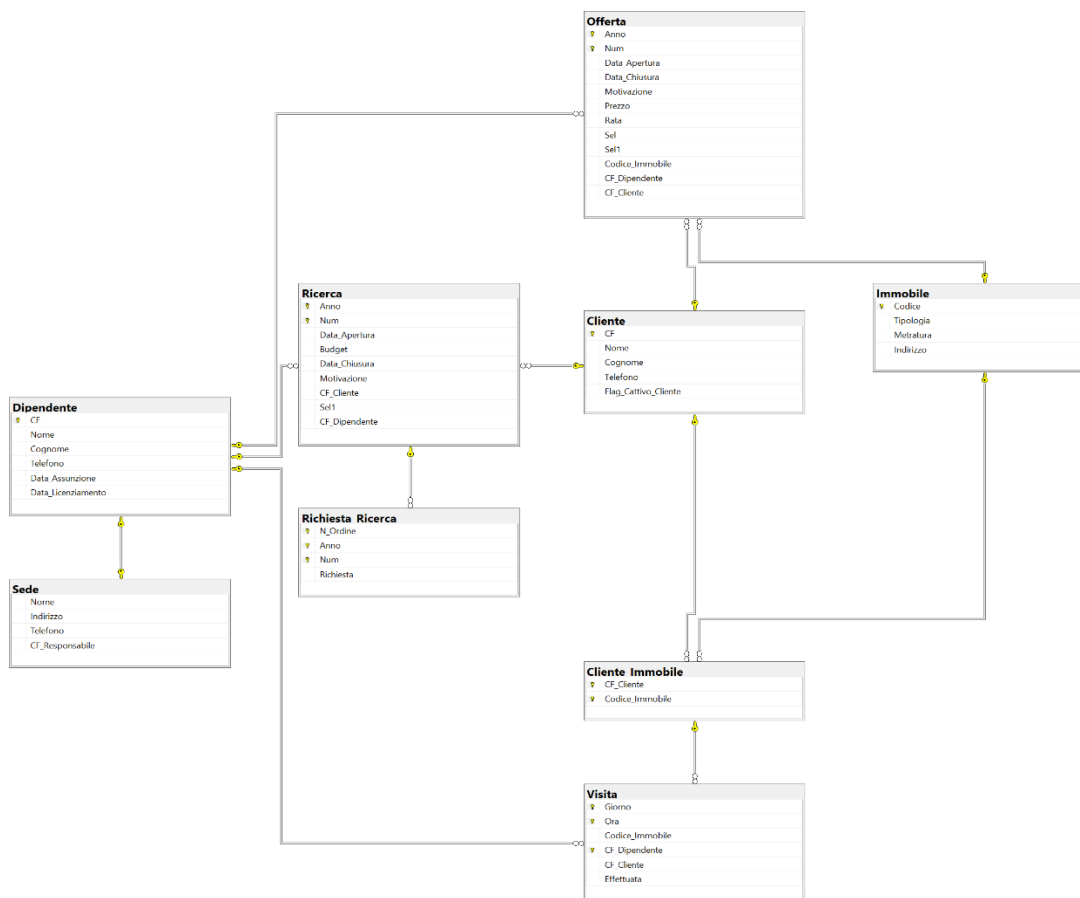 Offerta
Anno
Num
Data_Apertura
Data_Chiusura
Motivazione
Prezzo
Rata
Sel
Sel1
Codice_Immobile
CF_Dipendente
CF_Cliente
Ricerca
Anno
Num
Data_Apertura
Budget
Data_Chiusura
Motivazione
CF_Cliente
Sel1
CF_Dipendente
Cliente
CF
Nome
Cognome
Telefono
Flag_Cattivo_Cliente
Immobile
Codice
Tipologia
Metratura
Indirizzo
Dipendente
CF
Nome
Cognome
Telefono
Data_Assunzione
Data_Licenziamento
Richiesta_Ricerca
N_Ordine
Anno
Num
Richiesta
Sede
Nome
Indirizzo
Telefono
CF_Responsabile
Cliente_Immobile
CF_Cliente
Codice_Immobile
Visita
Giorno
Ora
Codice_Immobile
CF_Dipendente
CF_Cliente
Effettuata